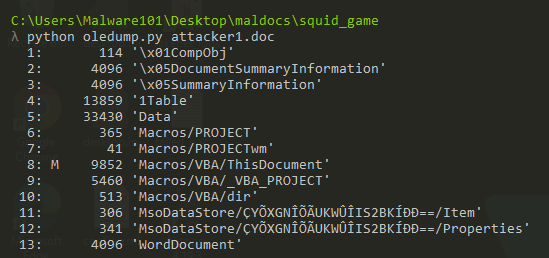 C:\Users\Malware101\Desktop\maldocs\squid_game
λ python oledump.py attacker1.doc
1: 114 '\x01CompObj'
2: 4096 '\x05DocumentSummaryInformation'
3: 4096 '\x05SummaryInformation'
4: 13859 '1Table'
5: 33430 'Data'
6: 365 'Macros/PROJECT'
7: 41 'Macros/PROJECTwm'
8: M 9852 'Macros/VBA/ThisDocument'
9: 5460 'Macros/VBA/_VBA_PROJECT'
10: 513 'Macros/VBA/dir'
11: 306 'MsoDataStore/ÇYÕXGNÎÕÃUKWÛÎIS2BKÍÐÐ==/Item'
12: 341 'MsoDataStore/ÇYÕXGNÎÕÃUKWÛÎIS2BKÍÐÐ==/Properties'
13: 4096 'WordDocument'